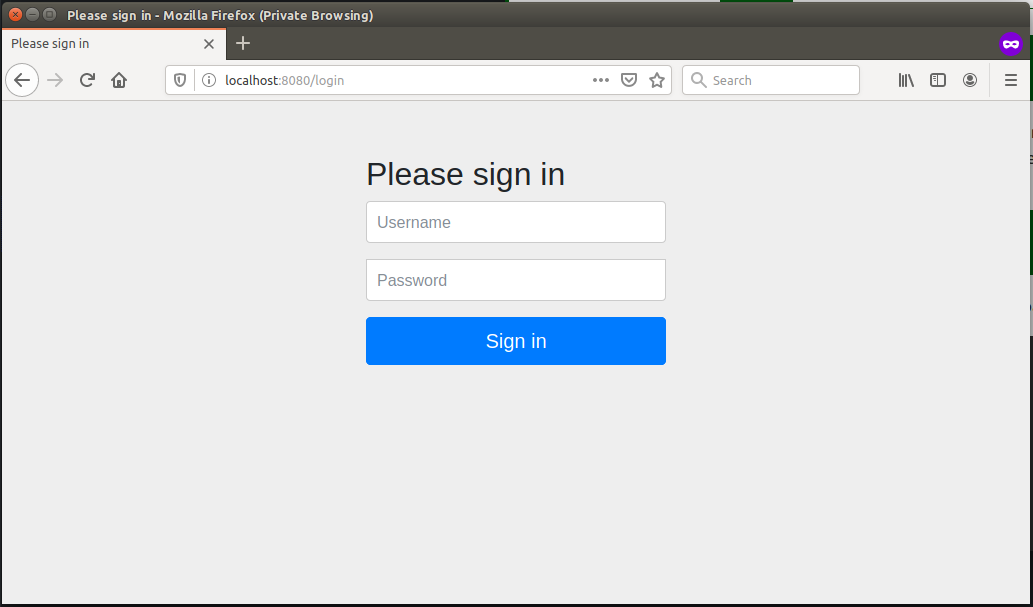 Please sign in - Mozilla Firefox (Private Browsing)
Please sign in
localhost:8080/login
Search
Please sign in
Username
Password
Sign in